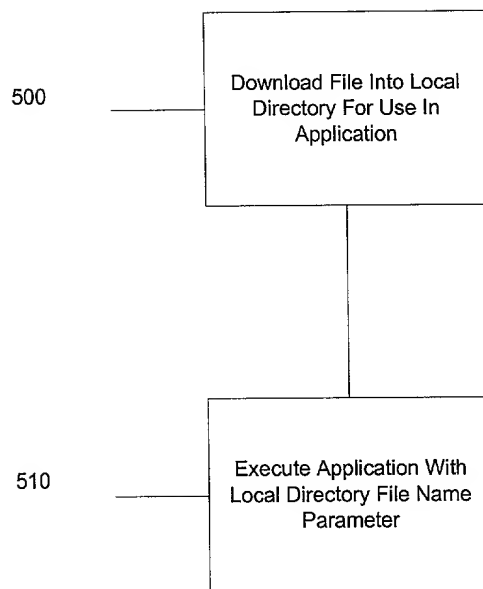 500
Download File Into Local
Directory For Use In
Application
510
Execute Application With
Local Directory File Name
Parameter